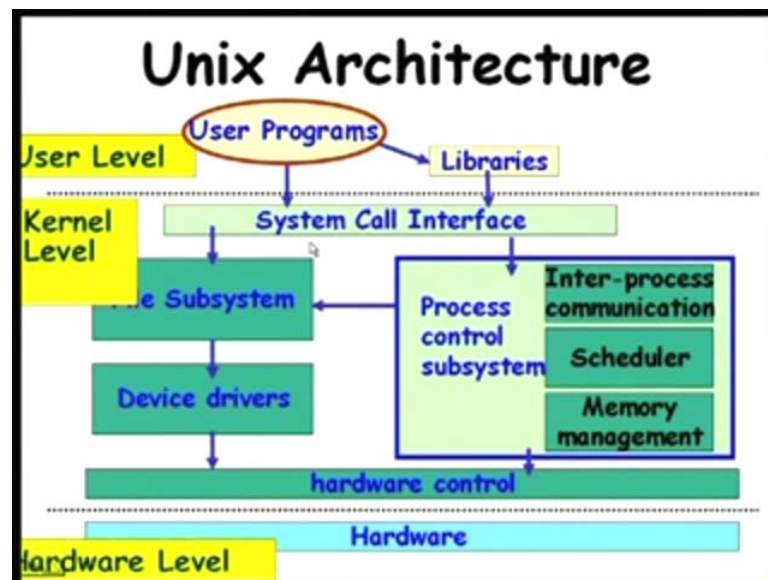 Unix Architecture
User Programs
User Level
Libraries
System Call Interface
Kernel
Level
File Subsystem
Inter-process
communication
Process
control
subsystem
Scheduler
Device drivers
Memory
management
hardware control
Hardware
Hardware Level